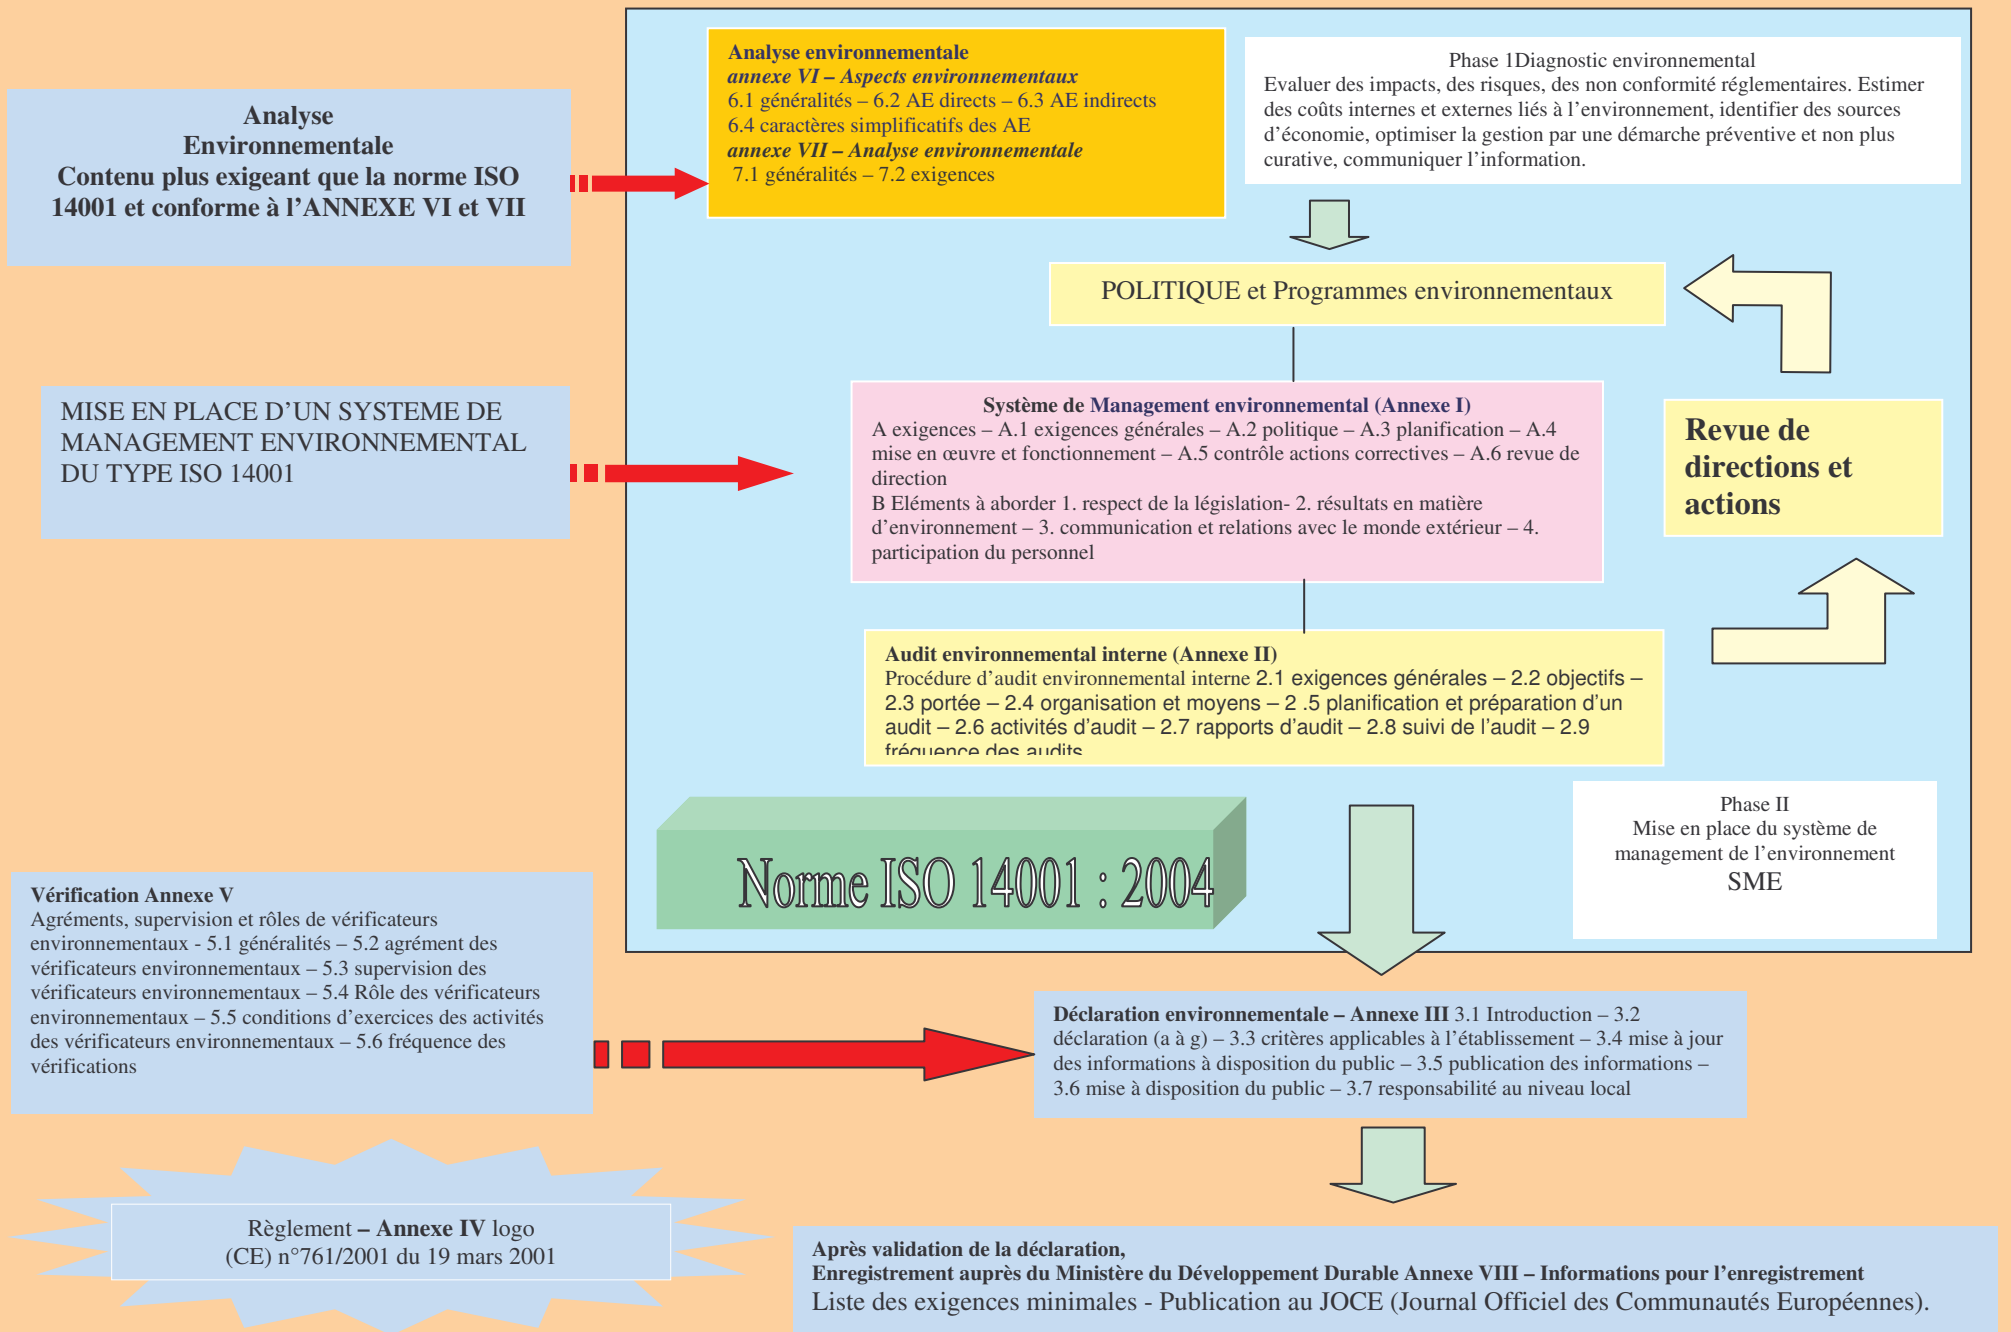 Analyse
Environnementale
Contenu plus exigeant que la norme ISO
14001 et conforme à l'ANNEXE VI et VII
Analyse environnementale
annexe VI – Aspects environnementaux
6.1 généralités – 6.2 AE directs – 6.3 AE indirects
6.4 caractères simplificatifs des AE
annexe VII – Analyse environnementale
7.1 généralités – 7.2 exigences
Phase 1Diagnostic environnemental
Evaluer des impacts, des risques, des non conformité réglementaires. Estimer
des coûts internes et externes liés à l'environnement, identifier des sources
d'économie, optimiser la gestion par une démarche préventive et non plus
curative, communiquer l'information.
POLITIQUE et Programmes environnementaux
MISE EN PLACE D'UN SYSTEME DE
MANAGEMENT ENVIRONNEMENTAL
DU TYPE ISO 14001
Système de Management environnemental (Annexe I)
A exigences – A.1 exigences générales – A.2 politique – A.3 planification – A.4
mise en œuvre et fonctionnement – A.5 contrôle actions correctives – A.6 revue de
direction
B Eléments à aborder 1. respect de la législation- 2. résultats en matière
d'environnement – 3. communication et relations avec le monde extérieur – 4.
participation du personnel
Revue de
directions et
actions
Audit environnemental interne (Annexe II)
Procédure d'audit environnemental interne 2.1 exigences générales – 2.2 objectifs –
2.3 portée – 2.4 organisation et moyens – 2 .5 planification et préparation d'un
audit – 2.6 activités d'audit – 2.7 rapports d'audit – 2.8 suivi de l'audit – 2.9
fréquence des audits
Norme ISO 14001 : 2004
Phase II
Mise en place du système de
management de l'environnement
SME
Vérification Annexe V
Agréments, supervision et rôles de vérificateurs
environnementaux - 5.1 généralités – 5.2 agrément des
vérificateurs environnementaux – 5.3 supervision des
vérificateurs environnementaux – 5.4 Rôle des vérificateurs
environnementaux – 5.5 conditions d'exercices des activités
des vérificateurs environnementaux – 5.6 fréquence des
vérifications
Déclaration environnementale – Annexe III 3.1 Introduction – 3.2
déclaration (a à g) – 3.3 critères applicables à l'établissement – 3.4 mise à jour
des informations à disposition du public – 3.5 publication des informations –
3.6 mise à disposition du public – 3.7 responsabilité au niveau local
Règlement – Annexe IV logo
(CE) n°761/2001 du 19 mars 2001
Après validation de la déclaration,
Enregistrement auprès du Ministère du Développement Durable Annexe VIII – Informations pour l'enregistrement
Liste des exigences minimales - Publication au JOCE (Journal Officiel des Communautés Européennes).